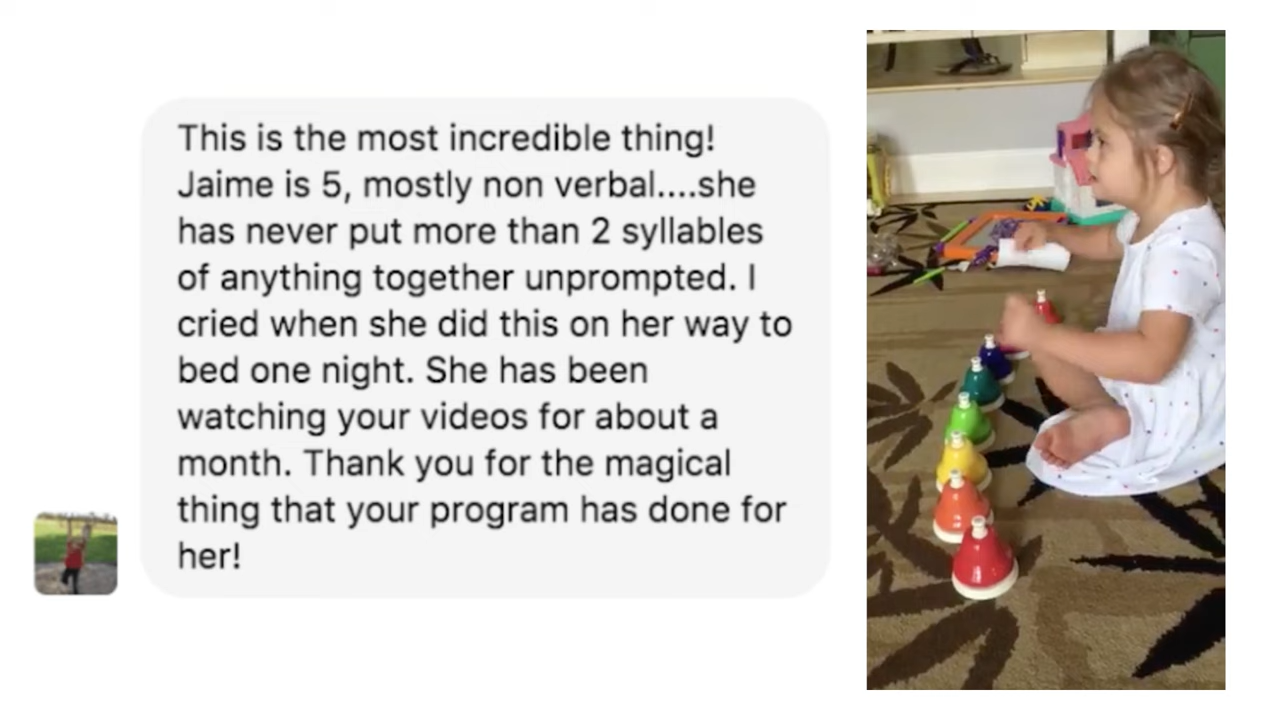 This is the most incredible thing!
Jaime is 5, mostly non verbal....she
has never put more than 2 syllables
of anything together unprompted. I
cried when she did this on her way to
bed one night. She has been
watching your videos for about a
month. Thank you for the magical
thing that your program has done for
her!